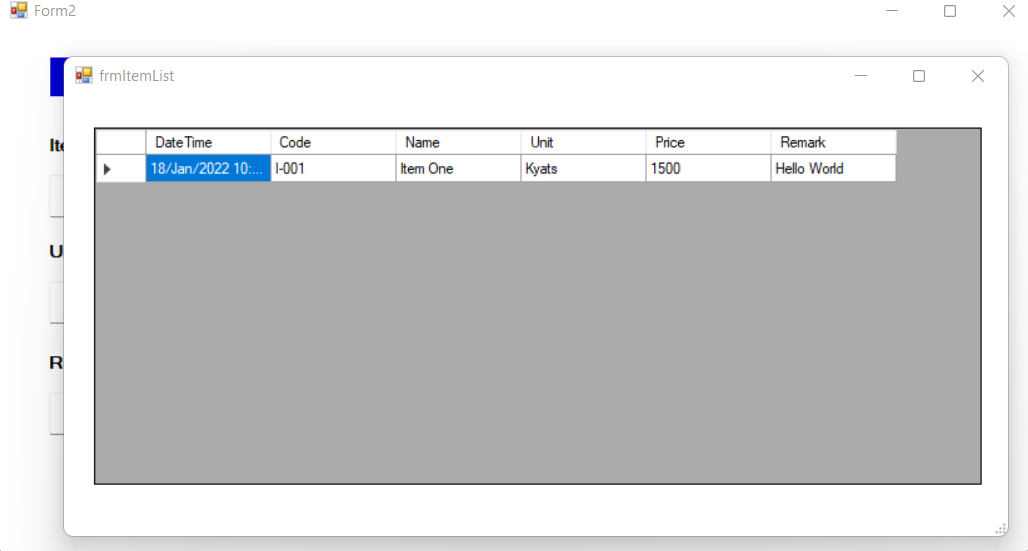 Form2
frmItemList
DateTime Code Name Unit Price Remark
18/Jan/2022 10:... I-001 Item One Kyats 1500 Hello World